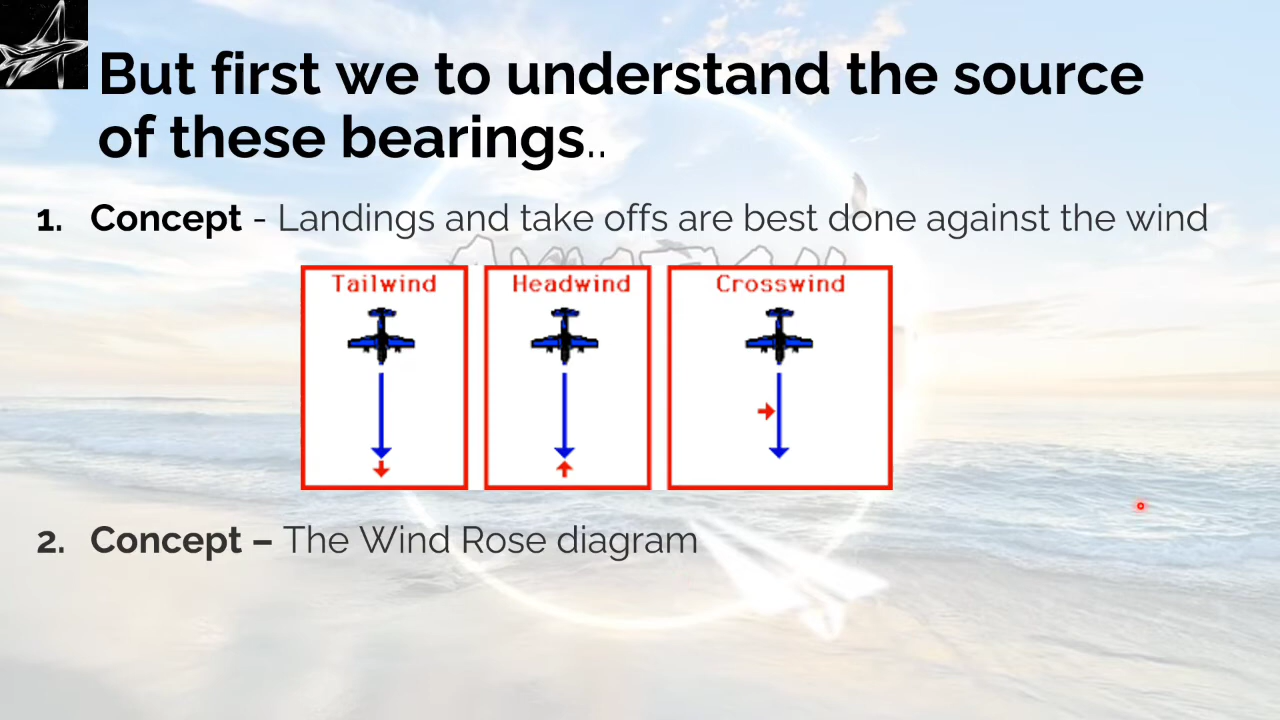 But first we to understand the source
of these bearings..
1. Concept - Landings and take offs are best done against the wind
Tailwind
Headwind
Crosswind
2. Concept – The Wind Rose diagram